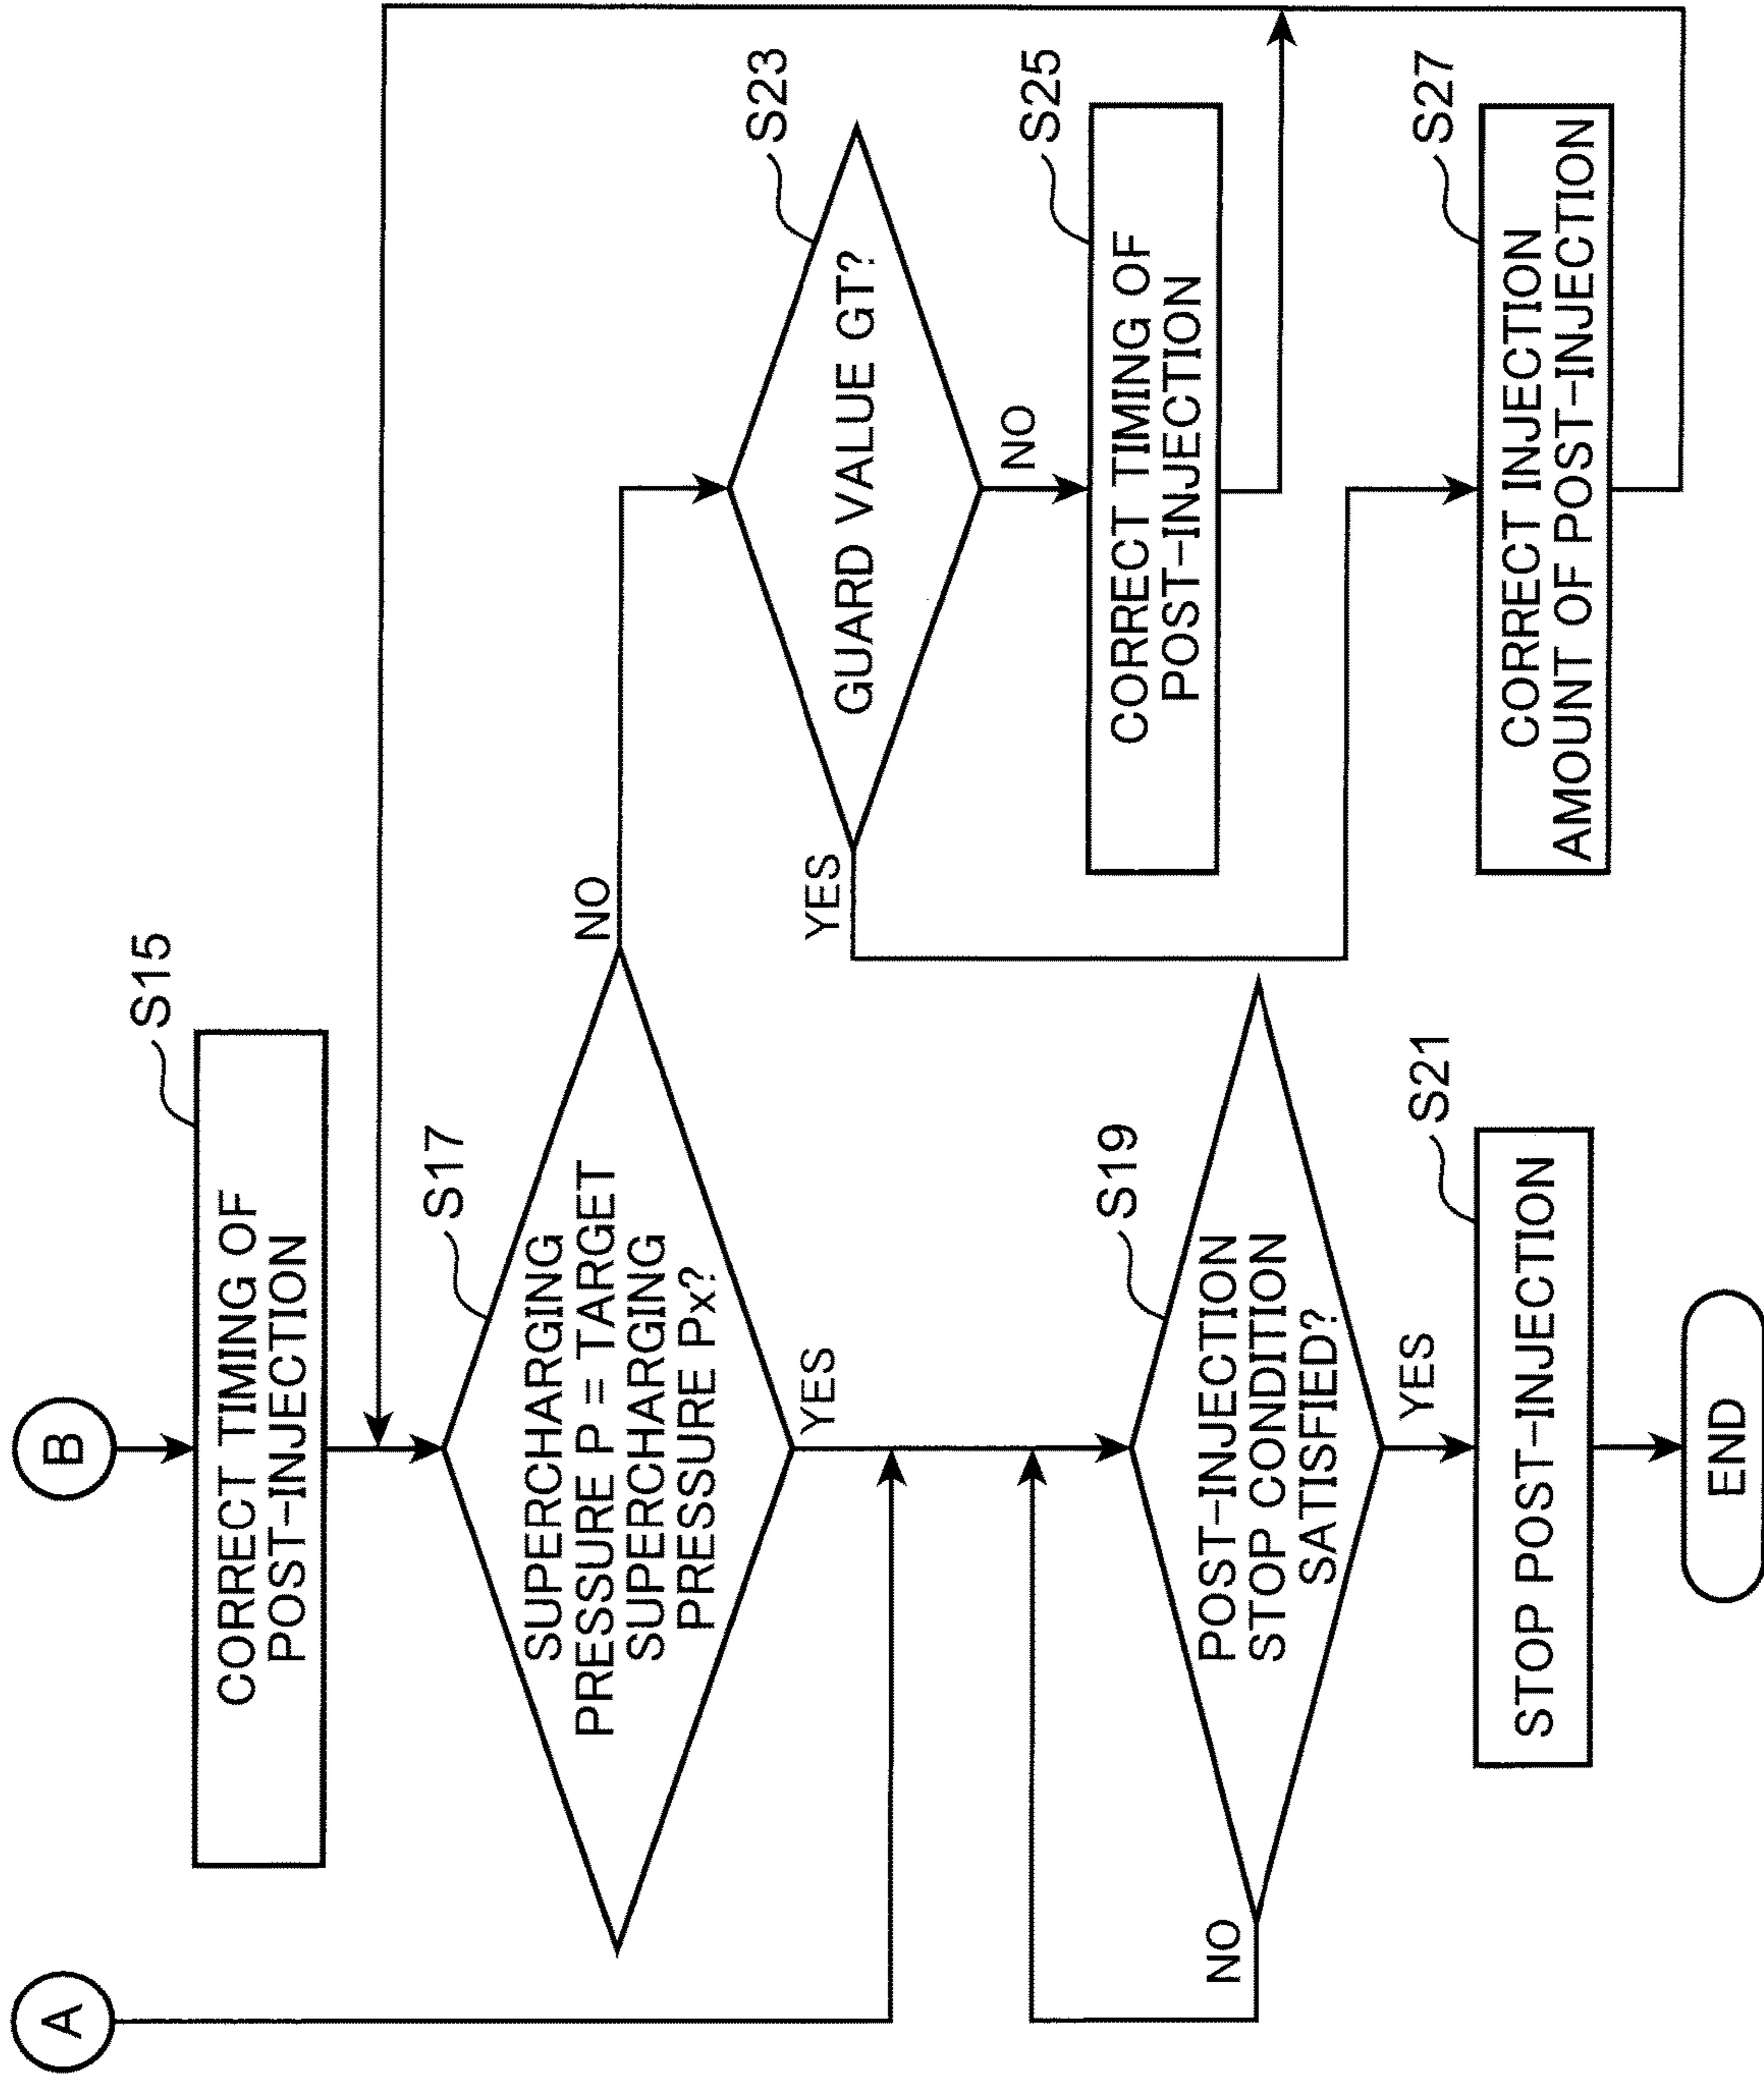 A
B
S15
CORRECT TIMING OF
POST-INJECTION
S17
SUPERCHARGING
PRESSURE P = TARGET
SUPERCHARGING
PRESSURE Px?
NO
YES
S19
POST-INJECTION
STOP CONDITION
SATISFIED?
NO
YES
S21
STOP POST-INJECTION
END
S23
GUARD VALUE GT?
YES
NO
S25
CORRECT TIMING OF
POST-INJECTION
S27
CORRECT INJECTION
AMOUNT OF POST-INJECTION